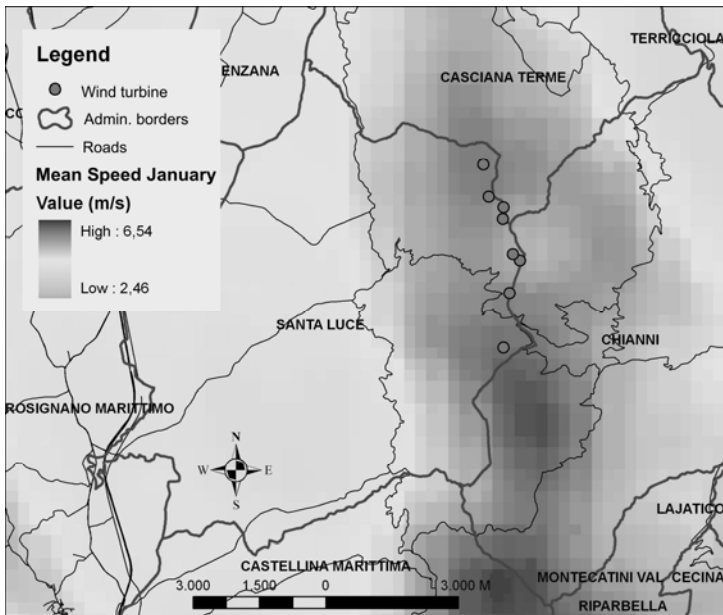 Legend
Wind turbine
Admin. borders
Roads
Mean Speed January
Value (m/s)
High : 6,54
Low : 2,46
TERRICCIOLA
ENZANA
CASCIANA TERME
CO
SANTA LUCE
CHIANNI
ROSIGNANO MARITTIMO
N
W E
S
LAJATICO
CASTELLINA MARITTIMA
MONTECATINI VAL. CECINA
3.000 1.500 0 3.000 M
RIPARBELLA